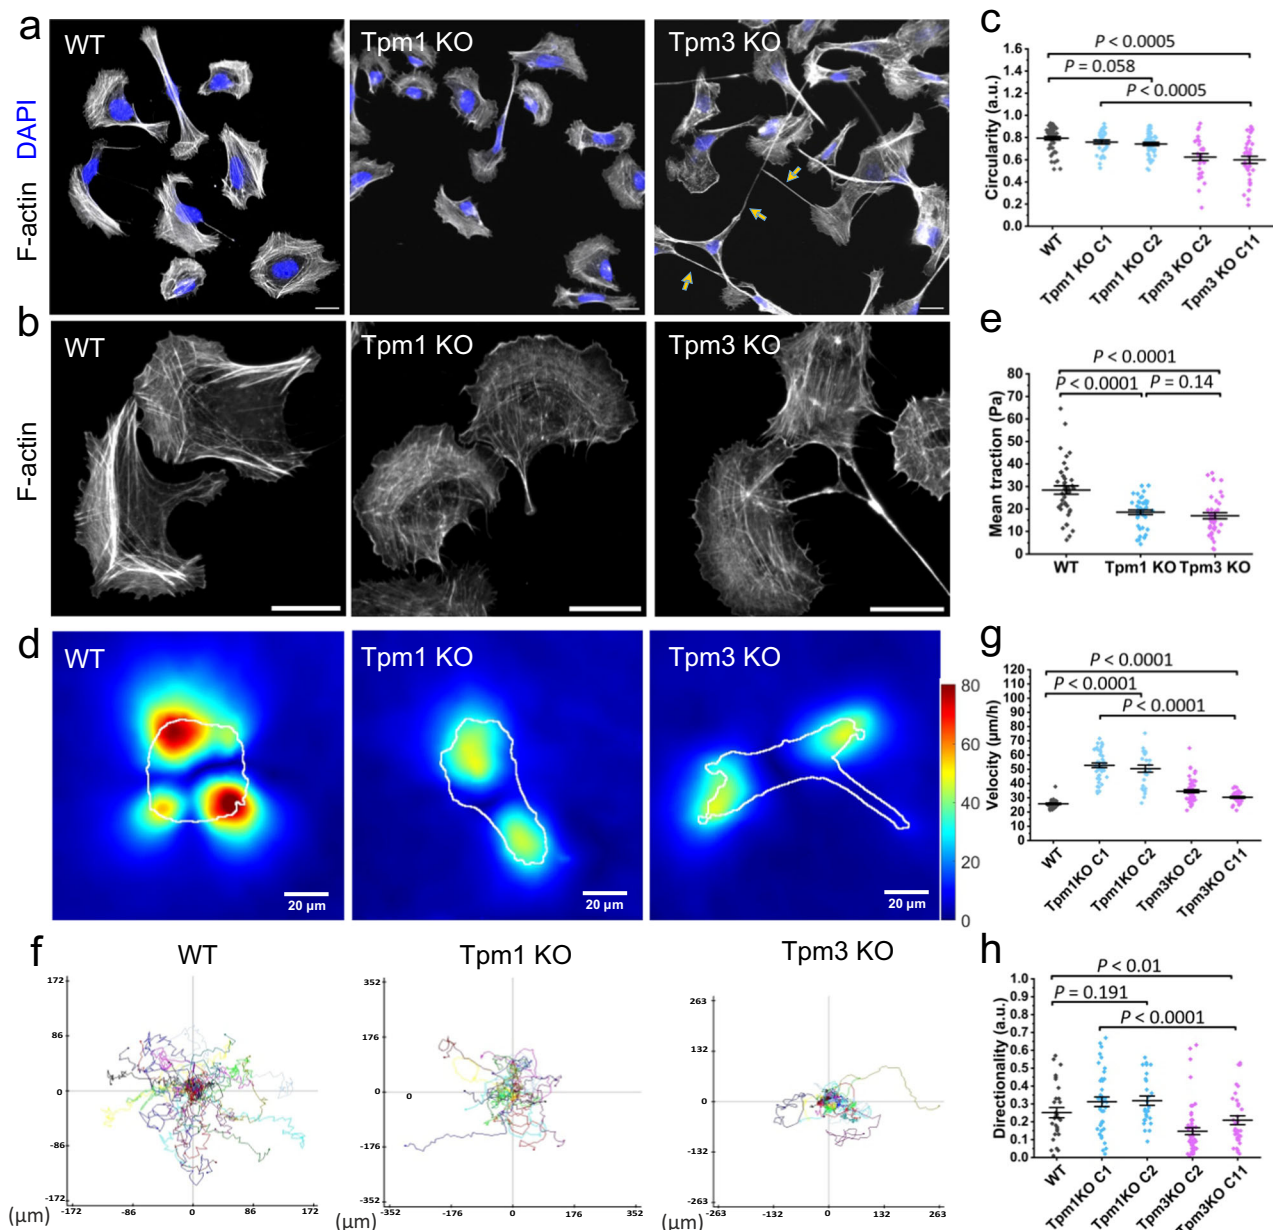 a
WT
Tpm1 KO
Tpm3 KO
F-actin DAPI
b
WT
Tpm1 KO
Tpm3 KO
F-actin
c
P < 0.0005
P = 0.058
P < 0.0005
Circularity (a.u.)
1.6
1.4
1.2
1.0
0.8
0.6
0.4
0.2
0.0
WT
Tpm1 KO C1
Tpm1 KO C2
Tpm3 KO C2
Tpm3 KO C11
d
WT
Tpm1 KO
Tpm3 KO
20 µm
20 µm
20 µm
80
60
40
20
0
e
P < 0.0001
P < 0.0001
P = 0.14
Mean traction (Pa)
80
70
60
50
40
30
20
10
0
WT
Tpm1 KO
Tpm3 KO
f
WT
172
86
0
-86
-172
-172
-86
0
86
172
(µm)
Tpm1 KO
352
176
0
0
-176
-352
-352
-176
0
176
352
(µm)
Tpm3 KO
263
132
0
-132
-263
-263
-132
0
132
263
(µm)
g
P < 0.0001
P < 0.0001
P < 0.0001
Velocity (µm/h)
120
110
100
90
80
70
60
50
40
30
20
10
0
WT
Tpm1KO C1
Tpm1KO C2
Tpm3KO C2
Tpm3KO C11
h
P < 0.01
P = 0.191
P < 0.0001
Directionality (a.u.)
1.0
0.9
0.8
0.7
0.6
0.5
0.4
0.3
0.2
0.1
0.0
WT
Tpm1KO C1
Tpm1KO C2
Tpm3KO C2
Tpm3KO C11